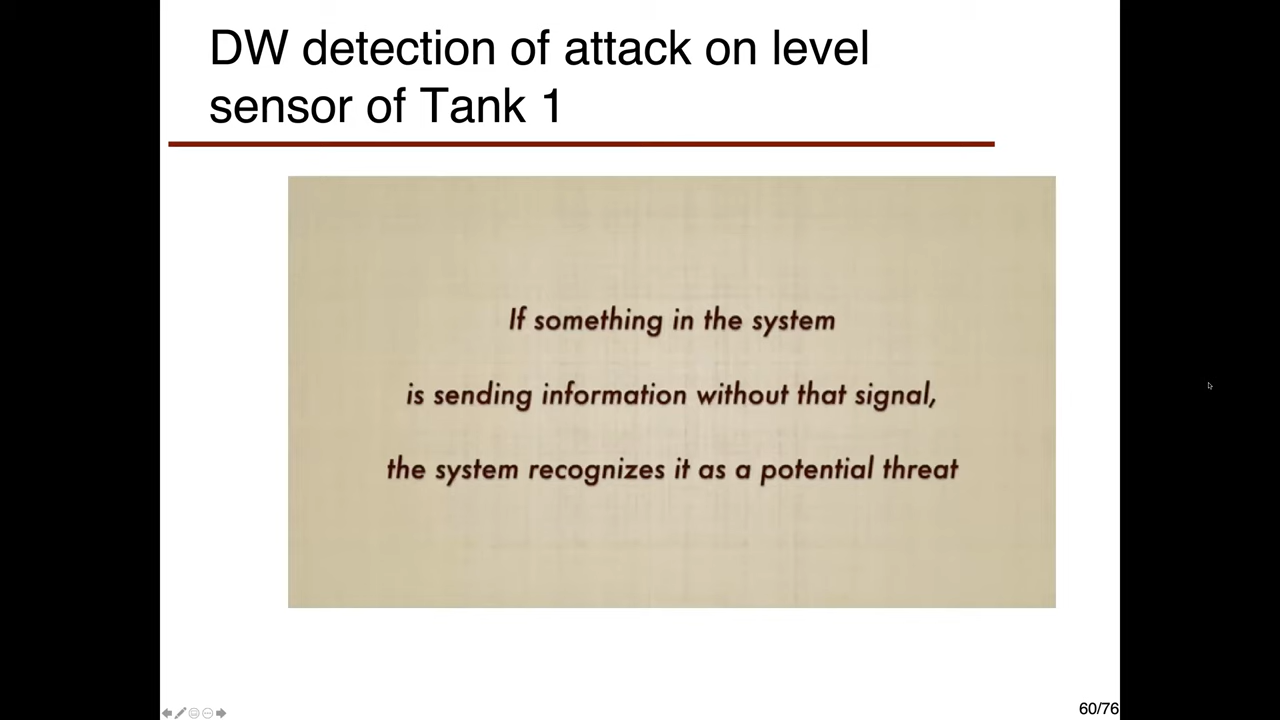 DW detection of attack on level
sensor of Tank 1
If something in the system
is sending information without that signal,
the system recognizes it as a potential threat
60/76